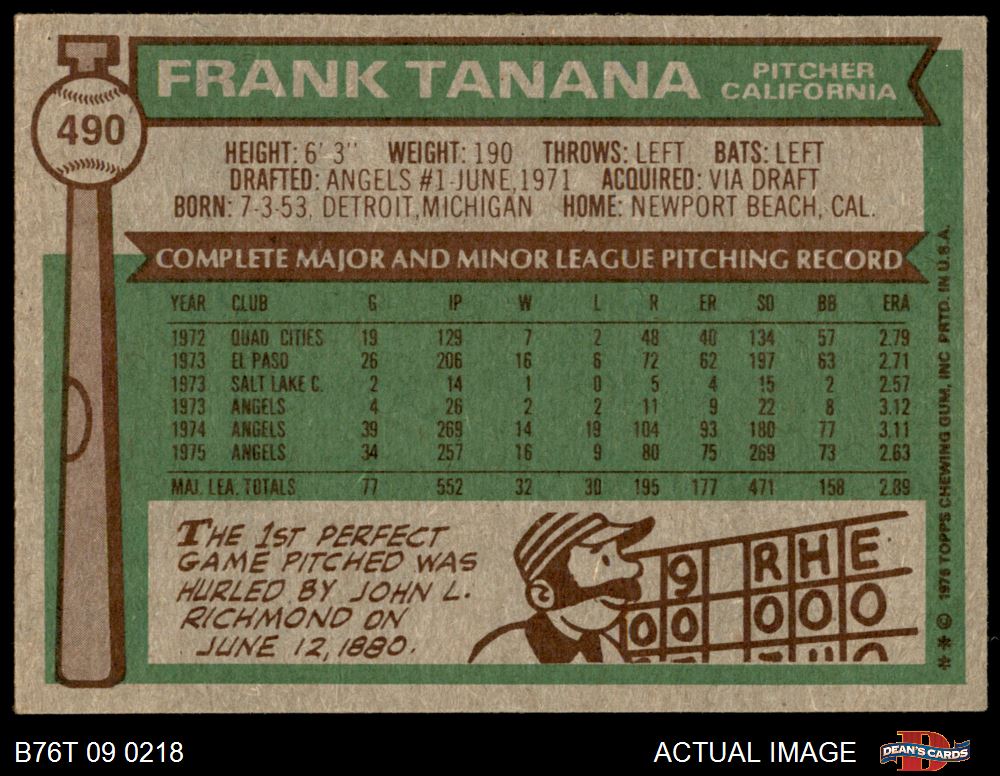 FRANK TANANA
PITCHER
CALIFORNIA
490
HEIGHT: 6' 3" WEIGHT: 190 THROWS: LEFT BATS: LEFT
DRAFTED: ANGELS #1-JUNE, 1971 ACQUIRED: VIA DRAFT
BORN: 7-3-53, DETROIT, MICHIGAN HOME: NEWPORT BEACH, CAL.
COMPLETE MAJOR AND MINOR LEAGUE PITCHING RECORD
YEAR CLUB G IP W L R ER SO BB ERA
1972 QUAD CITIES 19 129 7 2 48 40 134 57 2.79
1973 EL PASO 26 206 16 6 72 62 197 63 2.71
1973 SALT LAKE C. 2 14 1 0 5 4 15 2 2.57
1973 ANGELS 4 26 2 2 11 9 22 8 3.12
1974 ANGELS 39 269 14 19 104 93 180 77 3.11
1975 ANGELS 34 257 16 9 80 75 269 73 2.63
MAJ. LEA. TOTALS 77 552 32 30 195 177 471 158 2.89
THE 1ST PERFECT
GAME PITCHED WAS
HURLED BY JOHN L.
RICHMOND ON
JUNE 12, 1880.
9 R H E
0 0 0 0 0
** © 1976 TOPPS CHEWING GUM, INC. PRTD. IN U.S.A.
B76T 09 0218
ACTUAL IMAGE
D
DEAN'S CARDS